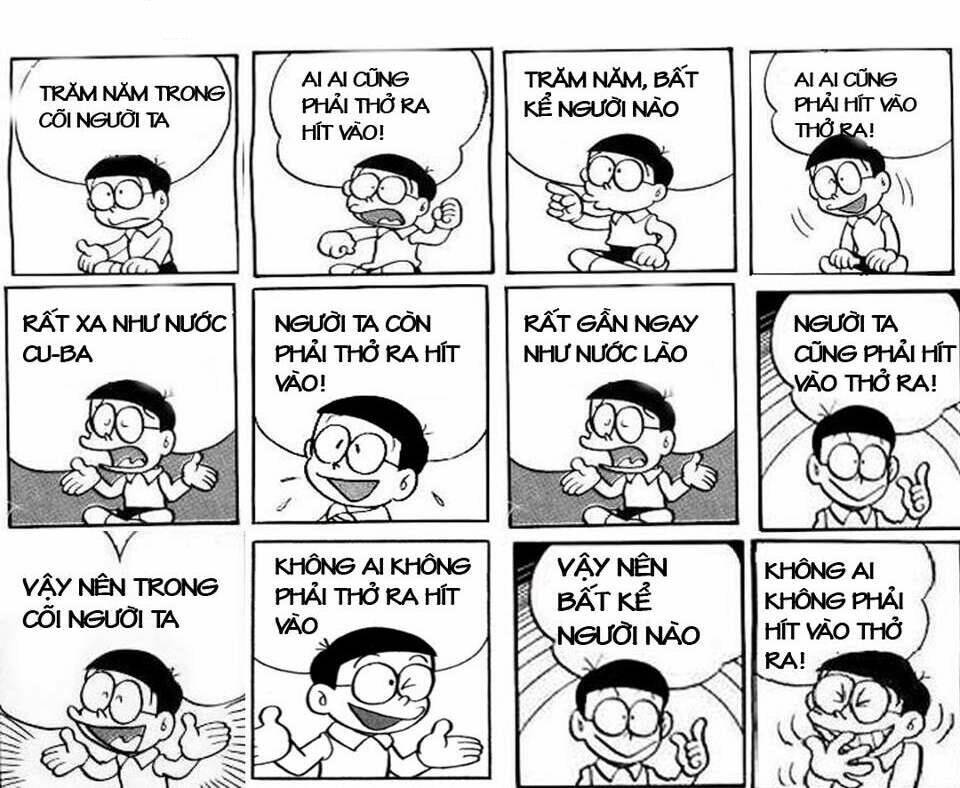 TRĂM NĂM TRONG
CÕI NGƯỜI TA
AI AI CŨNG
PHẢI THỞ RA
HÍT VÀO!
TRĂM NĂM, BẤT
KỂ NGƯỜI NÀO
AI AI CŨNG
PHẢI HÍT VÀO
THỞ RA!
RẤT XA NHƯ NƯỚC
CU-BA
NGƯỜI TA CÒN
PHẢI THỞ RA HÍT
VÀO!
RẤT GẦN NGAY
NHƯ NƯỚC LÀO
NGƯỜI TA
CŨNG PHẢI HÍT
VÀO THỞ RA!
VẬY NÊN TRONG
CÕI NGƯỜI TA
KHÔNG AI KHÔNG
PHẢI THỞ RA HÍT
VÀO
VẬY NÊN
BẤT KỂ
NGƯỜI NÀO
KHÔNG AI
KHÔNG PHẢI
HÍT VÀO THỞ
RA!